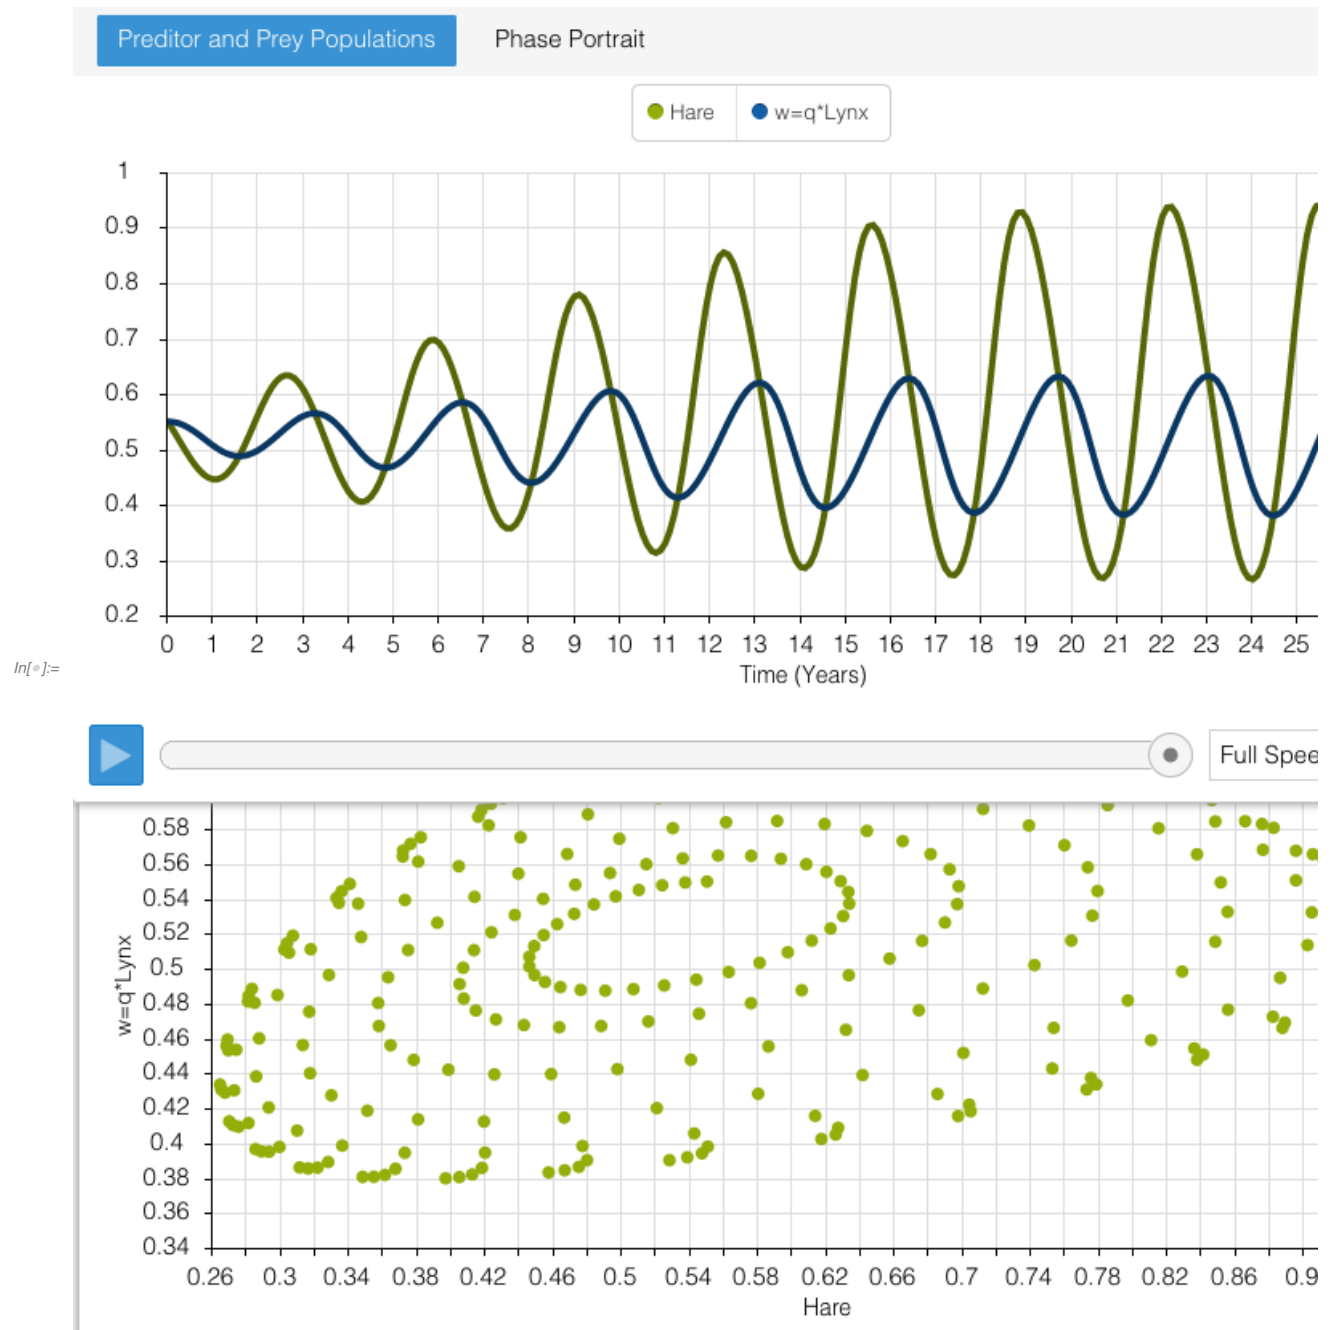 Preditor and Prey Populations Phase Portrait
Hare w=q*Lynx
1
0.9
0.8
0.7
0.6
0.5
0.4
0.3
0.2
0 1 2 3 4 5 6 7 8 9 10 11 12 13 14 15 16 17 18 19 20 21 22 23 24 25
Time (Years)
In[ ]:=
Full Spee
0.58
0.56
0.54
0.52
0.5
0.48
0.46
0.44
0.42
0.4
0.38
0.36
0.34
w=q*Lynx
0.26 0.3 0.34 0.38 0.42 0.46 0.5 0.54 0.58 0.62 0.66 0.7 0.74 0.78 0.82 0.86 0.9
Hare